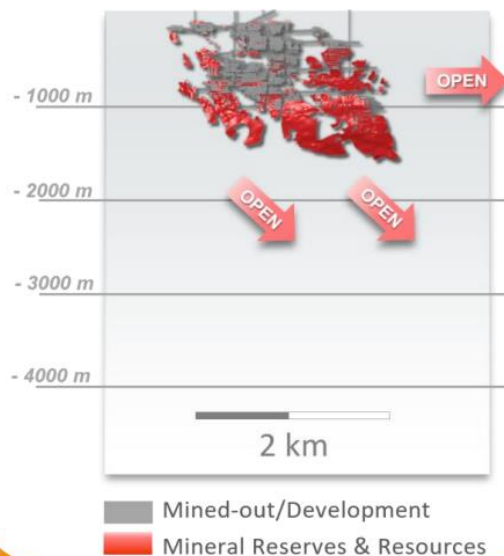 OPEN
- 1000 m
- 2000 m
OPEN OPEN
- 3000 m
- 4000 m
2 km
Mined-out/Development
Mineral Reserves & Resources